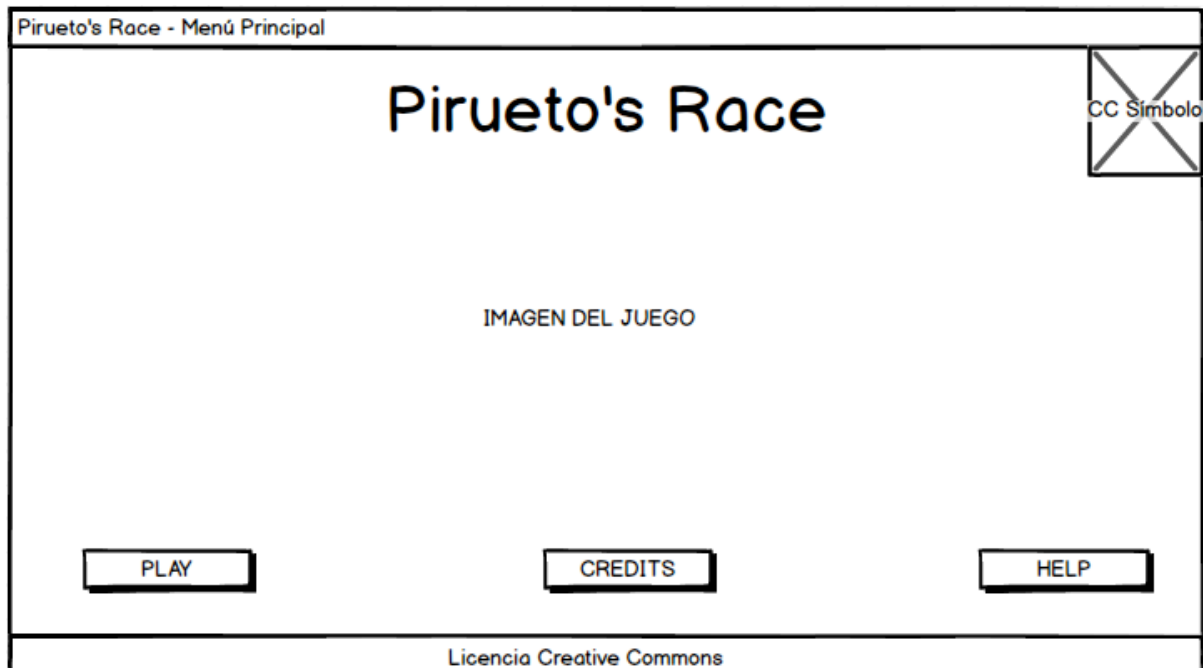 Pirueto's Race - Menú Principal
Pirueto's Race
CC Símbolo
IMAGEN DEL JUEGO
PLAY
CREDITS
HELP
Licencia Creative Commons